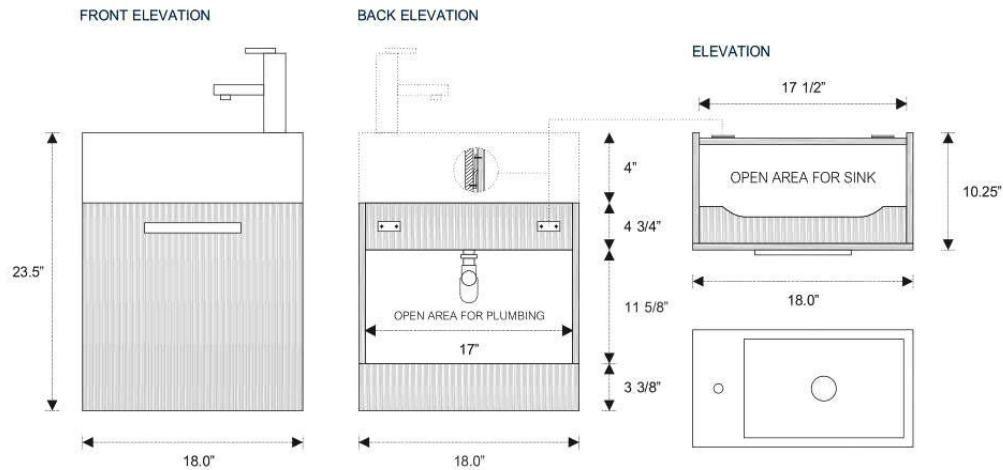 FRONT ELEVATION
BACK ELEVATION
ELEVATION
17 1/2”
4”
OPEN AREA FOR SINK
10.25”
4 3/4”
23.5”
18.0”
11 5/8”
OPEN AREA FOR PLUMBING
17”
3 3/8”
18.0”
18.0”